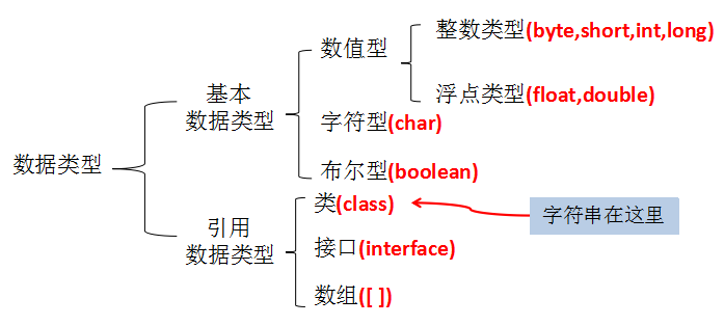 数据类型
基本
数据类型
数值型
整数类型(byte,short,int,long)
浮点类型(float,double)
字符型(char)
布尔型(boolean)
引用
数据类型
类(class)
字符串在这里
接口(interface)
数组([ ])